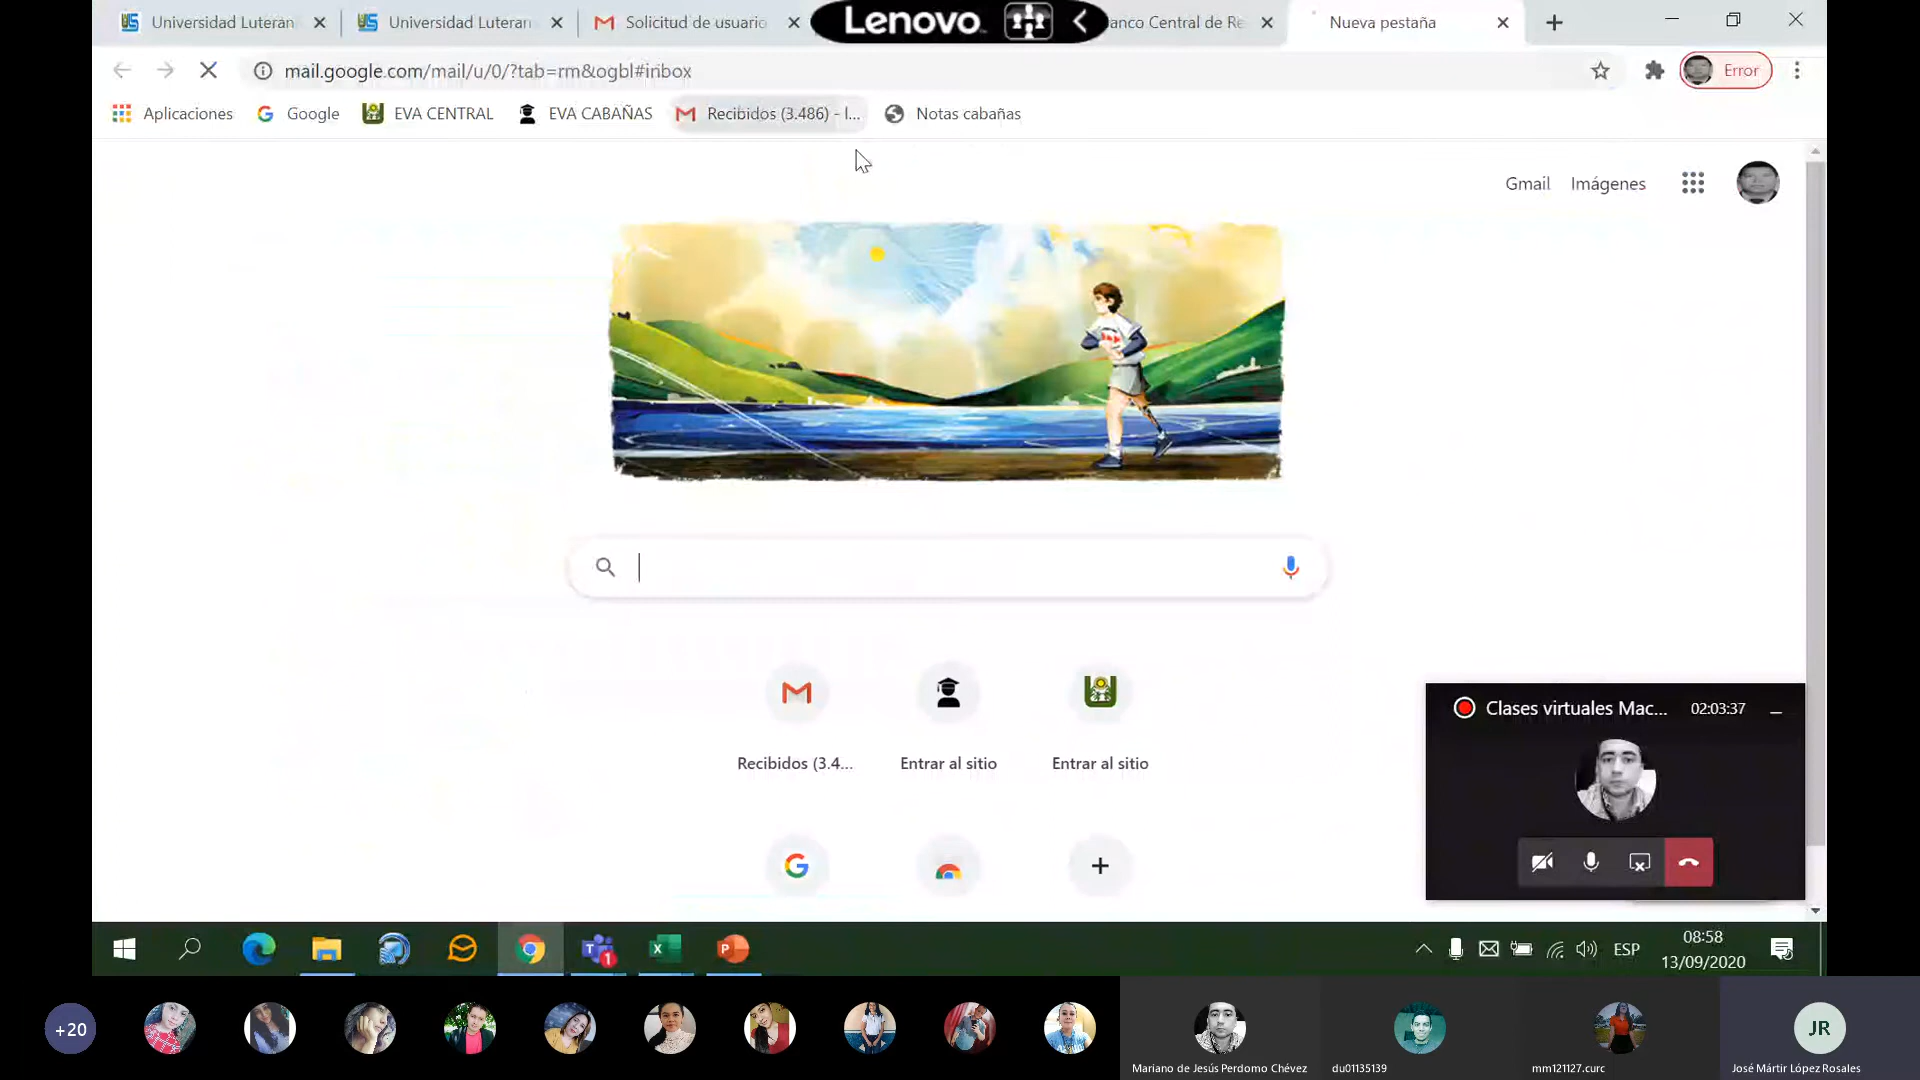 Universidad Luteran
Universidad Luteran
Solicitud de usuario
Lenovo
anco Central de Re
Nueva pestaña
mail.google.com/mail/u/0/?tab=rm&ogbl#inbox
Error
Aplicaciones
Google
EVA CENTRAL
EVA CABAÑAS
Recibidos (3.486) - l...
Notas cabañas
Gmail
Imágenes
Recibidos (3.4...
Entrar al sitio
Entrar al sitio
Clases virtuales Mac...
02:03:37
ESP
08:58
13/09/2020
+20
JR
Mariano de Jesús Perdomo Chévez
du01135139
mm121127.curc
José Mártir López Rosales